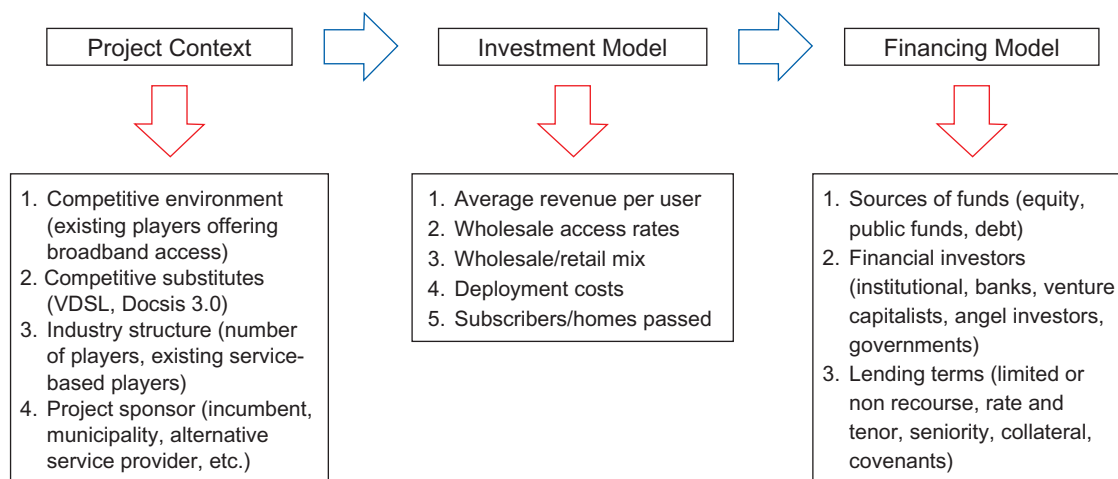 Project Context
Investment Model
Financing Model
1. Competitive environment
(existing players offering
broadband access)
2. Competitive substitutes
(VDSL, Docsis 3.0)
3. Industry structure (number
of players, existing service-
based players)
4. Project sponsor (incumbent,
municipality, alternative
service provider, etc.)
1. Average revenue per user
2. Wholesale access rates
3. Wholesale/retail mix
4. Deployment costs
5. Subscribers/homes passed
1. Sources of funds (equity,
public funds, debt)
2. Financial investors
(institutional, banks, venture
capitalists, angel investors,
governments)
3. Lending terms (limited or
non recourse, rate and
tenor, seniority, collateral,
covenants)